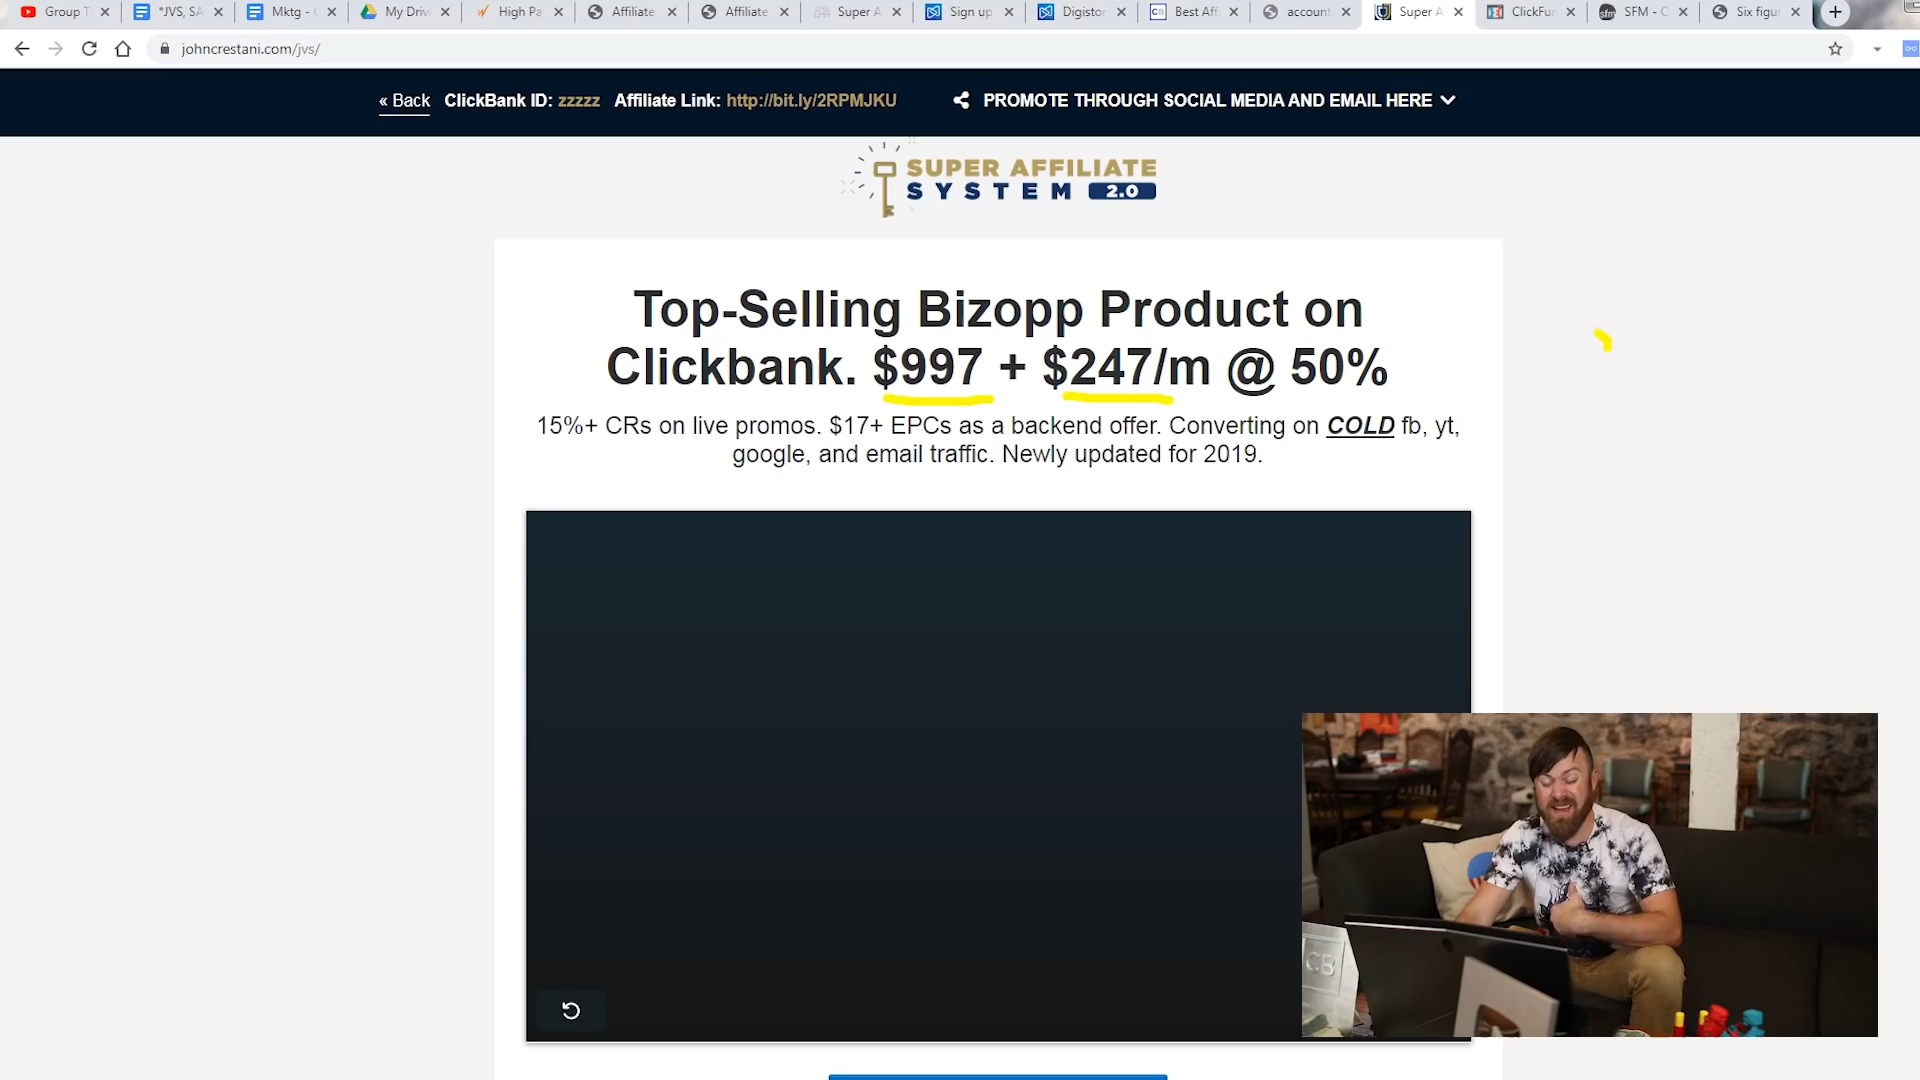 Group T
*JVS, SA
Mktg - C
My Driv
High Pa
Affiliate
Affiliate
Super A
Sign up
Digistor
CB
Best Aff
account
Super A
ClickFun
sfm
SFM - C
Six figur
johncrestani.com/jvs/
« Back ClickBank ID: zzzzz Affiliate Link: http://bit.ly/2RPMJKU PROMOTE THROUGH SOCIAL MEDIA AND EMAIL HERE
SUPER AFFILIATE
SYSTEM 2.0
Top-Selling Bizopp Product on
Clickbank. $997 + $247/m @ 50%
15%+ CRs on live promos. $17+ EPCs as a backend offer. Converting on COLD fb, yt,
google, and email traffic. Newly updated for 2019.
CB